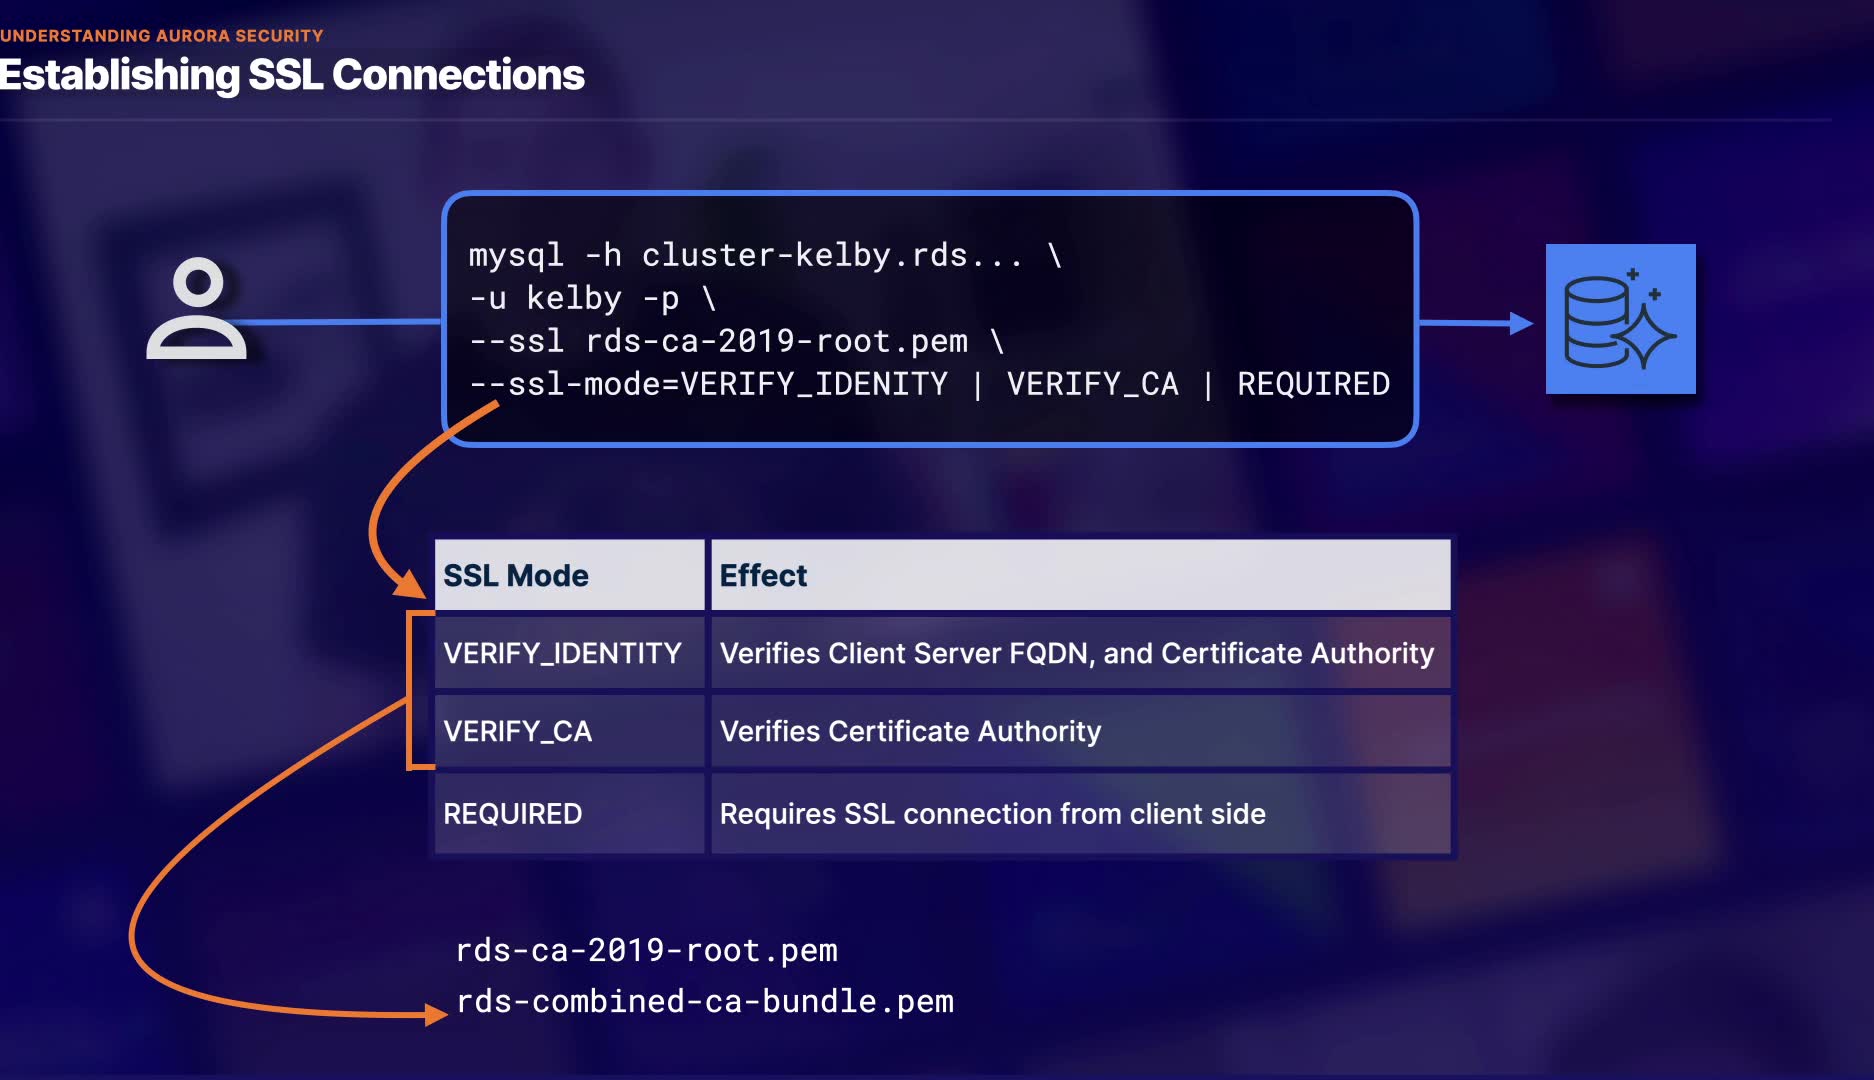 UNDERSTANDING AURORA SECURITY
Establishing SSL Connections
mysql -h cluster-kelby.rds... \
-u kelby -p \
--ssl rds-ca-2019-root.pem \
--ssl-mode=VERIFY_IDENITY | VERIFY_CA | REQUIRED
SSL Mode Effect
VERIFY_IDENTITY Verifies Client Server FQDN, and Certificate Authority
VERIFY_CA Verifies Certificate Authority
REQUIRED Requires SSL connection from client side
rds-ca-2019-root.pem
rds-combined-ca-bundle.pem